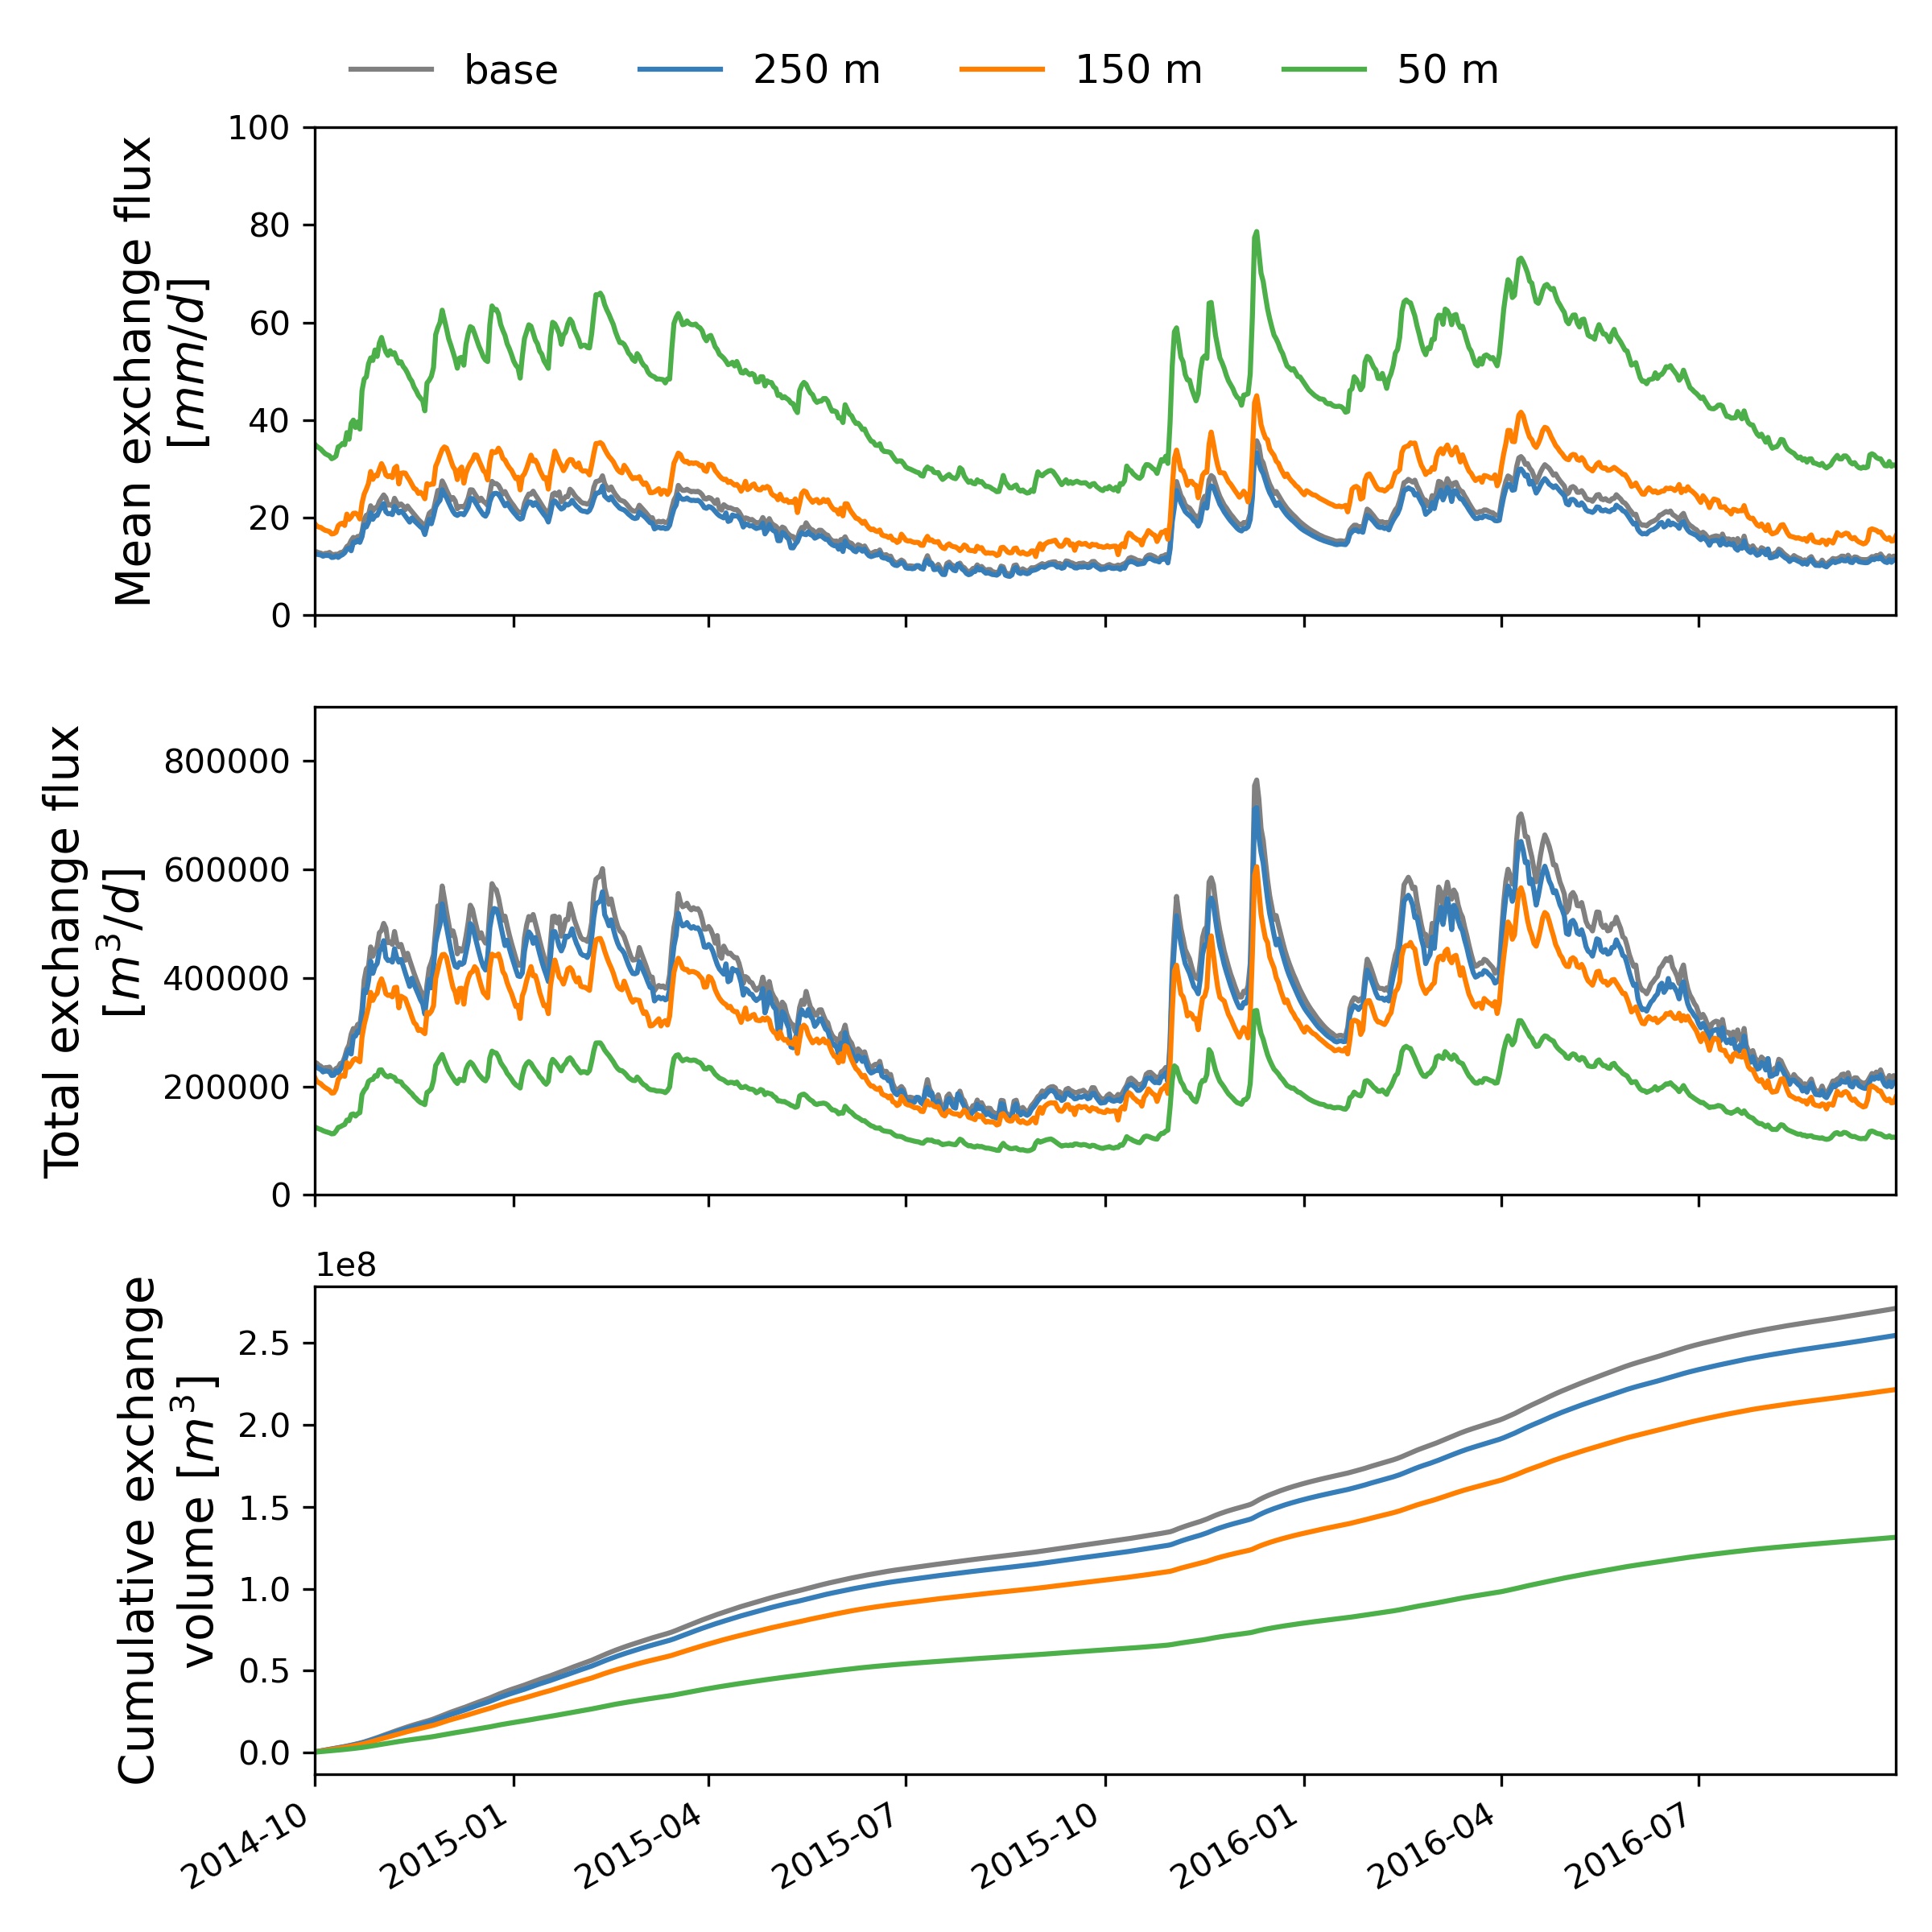 base 250 m 150 m 50 m
Mean exchange flux
[mm/d]
100
80
60
40
20
0
Total exchange flux
[m³/d]
800000
600000
400000
200000
0
1e8
Cumulative exchange
volume [m³]
2.5
2.0
1.5
1.0
0.5
0.0
2014-10 2015-01 2015-04 2015-07 2015-10 2016-01 2016-04 2016-07